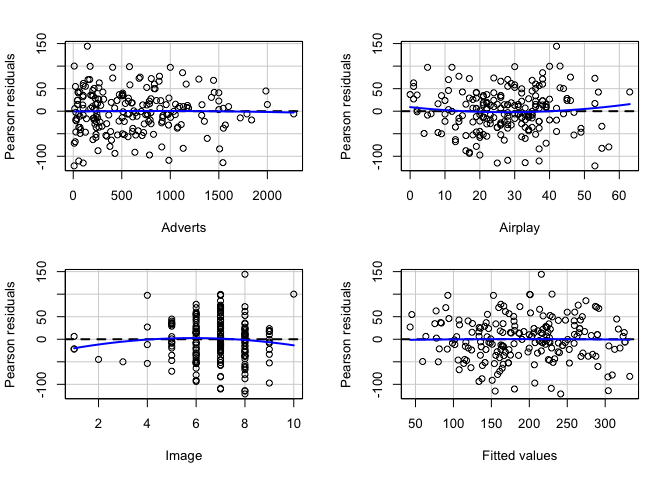 Pearson residuals
-100 0 50 150
0 500 1000 1500 2000
Adverts
Pearson residuals
-100 0 50 150
0 10 20 30 40 50 60
Airplay
Pearson residuals
-100 0 50 150
2 4 6 8 10
Image
Pearson residuals
-100 0 50 150
50 100 150 200 250 300
Fitted values